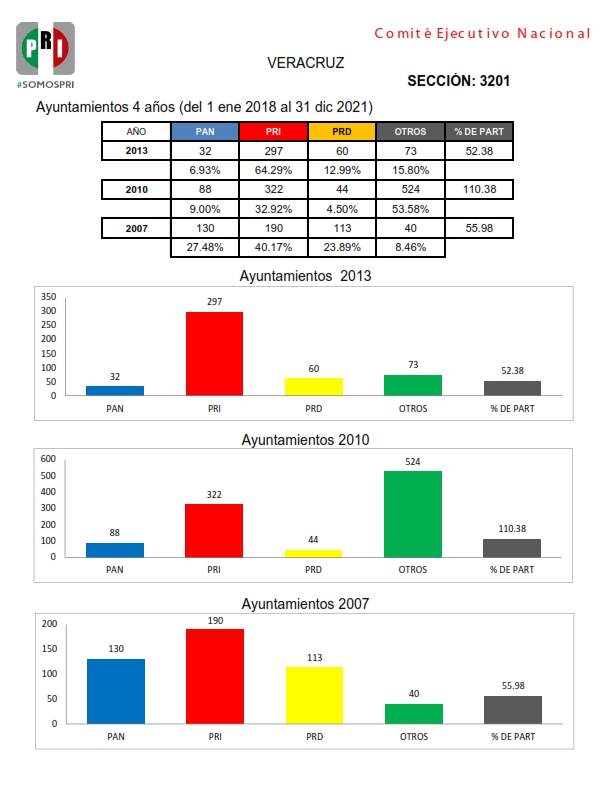 Comité Ejecutivo Nacional
PRI
#SOMOSPRI
VERACRUZ
SECCIÓN: 3201
Ayuntamientos 4 años (del 1 ene 2018 al 31 dic 2021)
AÑO PAN PRI PRD OTROS % DE PART
2013 32 297 60 73 52.38
6.93% 64.29% 12.99% 15.80%
2010 88 322 44 524 110.38
9.00% 32.92% 4.50% 53.58%
2007 130 190 113 40 55.98
27.48% 40.17% 23.89% 8.46%
Ayuntamientos 2013
350
300
250
200
150
100
50
0
32 297 60 73 52.38
PAN PRI PRD OTROS % DE PART
Ayuntamientos 2010
600
500
400
300
200
100
0
88 322 44 524 110.38
PAN PRI PRD OTROS % DE PART
Ayuntamientos 2007
200
150
100
50
0
130 190 113 40 55.98
PAN PRI PRD OTROS % DE PART